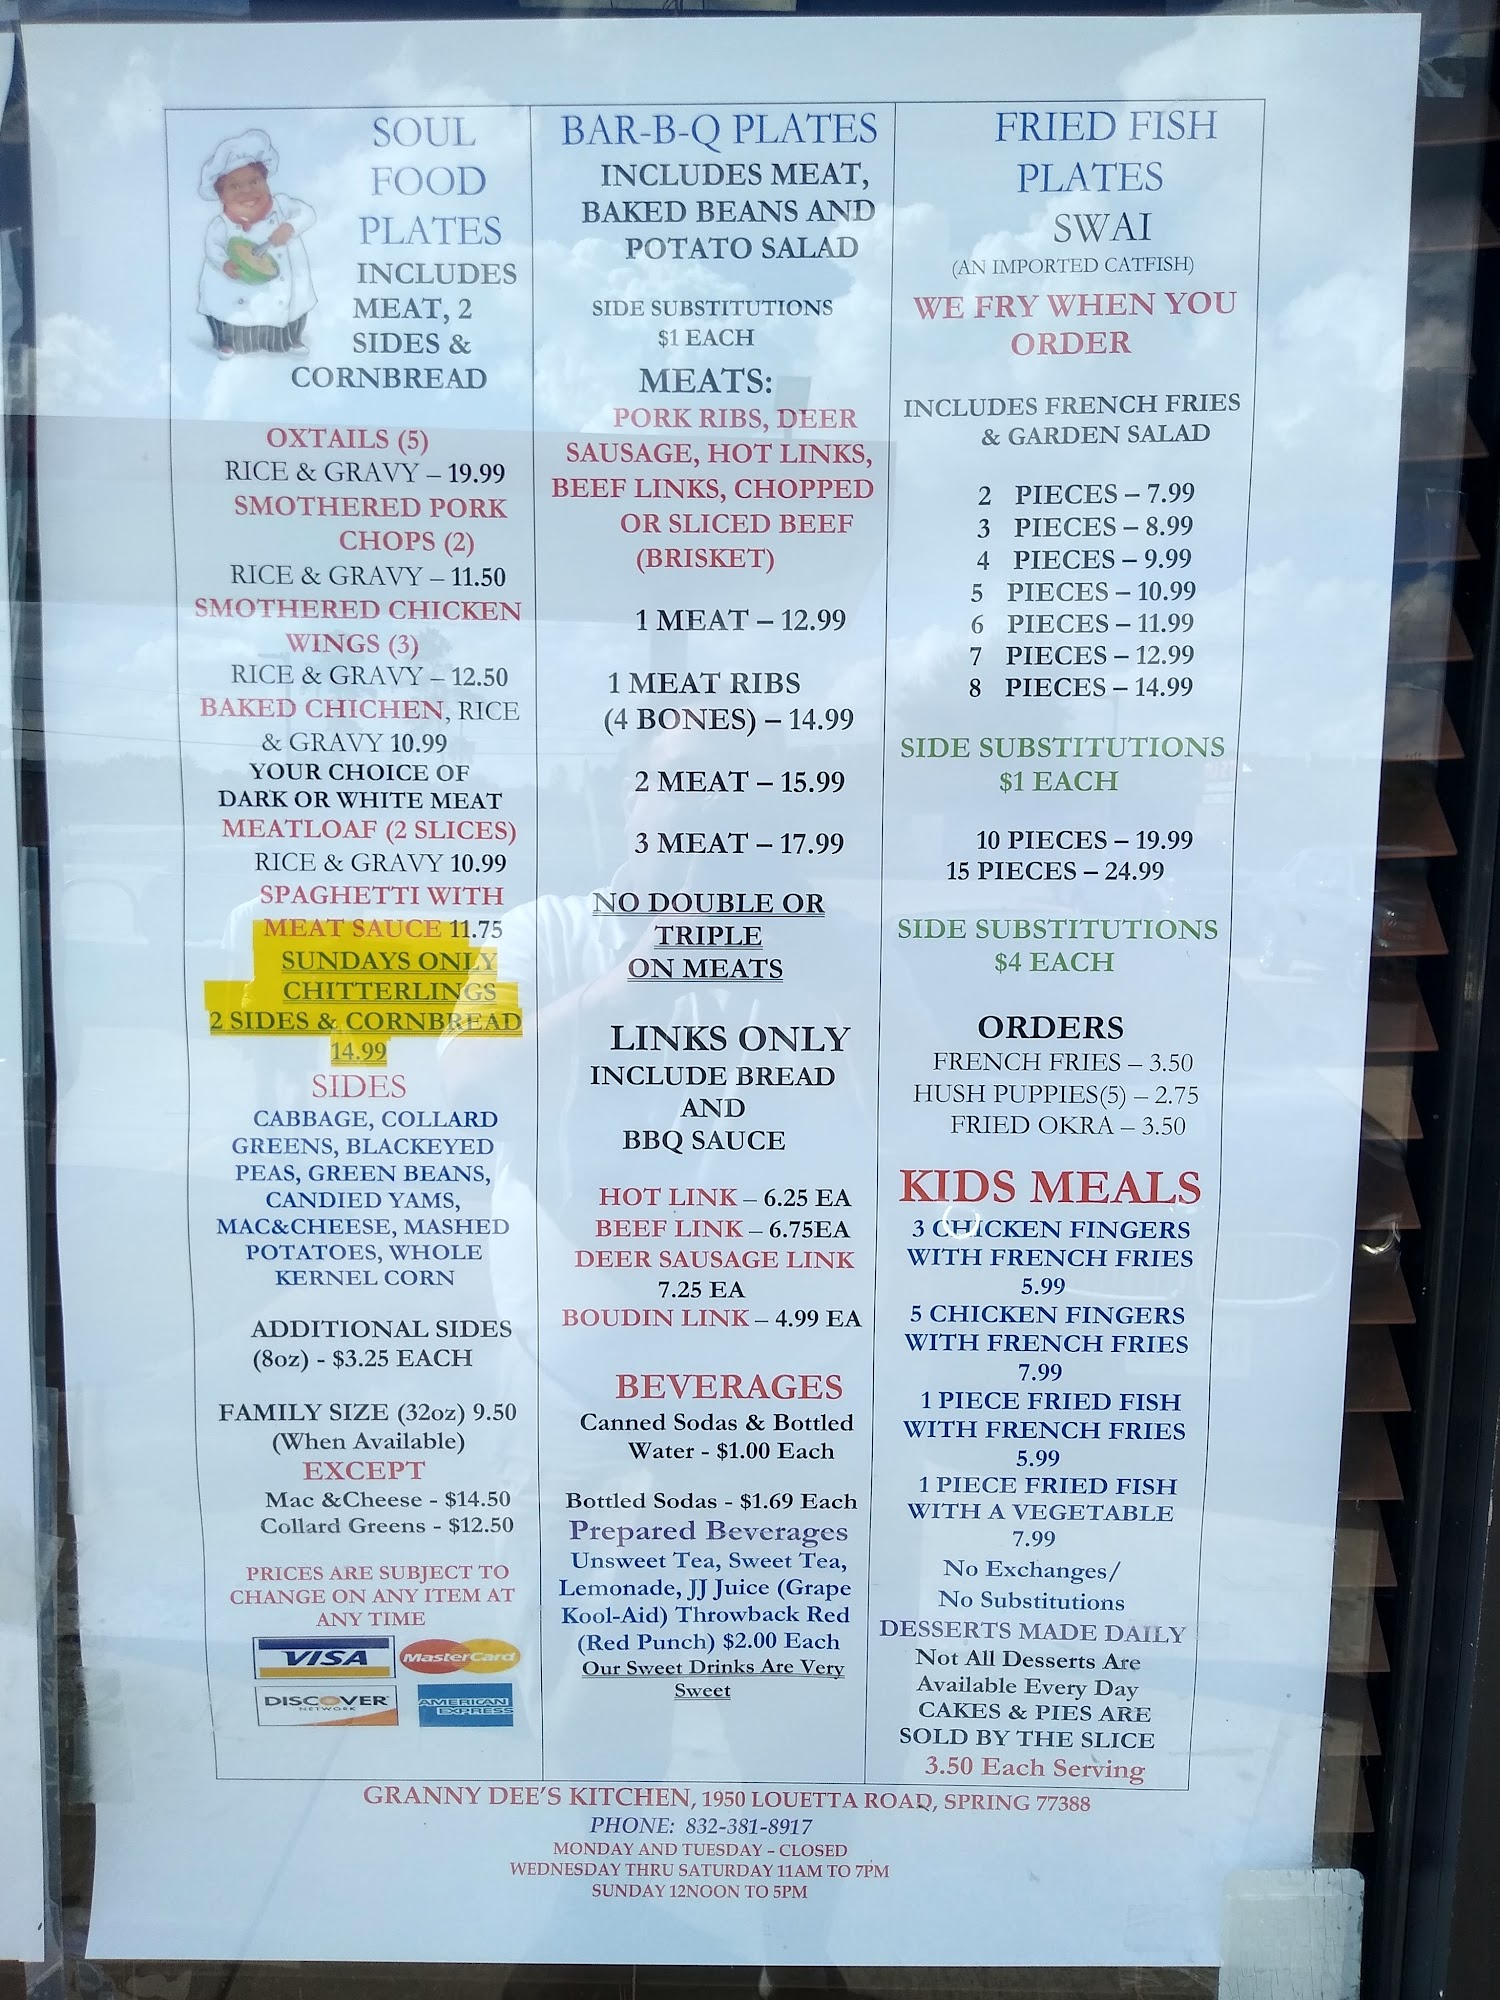 SOUL
FOOD
PLATES
INCLUDES
MEAT, 2
SIDES &
CORNBREAD
OXTAILS (5)
RICE & GRAVY – 19.99
SMOTHERED PORK
CHOPS (2)
RICE & GRAVY – 11.50
SMOTHERED CHICKEN
WINGS (3)
RICE & GRAVY – 12.50
BAKED CHICHEN, RICE
& GRAVY 10.99
YOUR CHOICE OF
DARK OR WHITE MEAT
MEATLOAF (2 SLICES)
RICE & GRAVY 10.99
SPAGHETTI WITH
MEAT SAUCE 11.75
SUNDAYS ONLY
CHITTERLINGS
2 SIDES & CORNBREAD
14.99
SIDES
CABBAGE, COLLARD
GREENS, BLACKEYED
PEAS, GREEN BEANS,
CANDIED YAMS,
MAC&CHEESE, MASHED
POTATOES, WHOLE
KERNEL CORN
ADDITIONAL SIDES
(8oz) - $3.25 EACH
FAMILY SIZE (32oz) 9.50
(When Available)
EXCEPT
Mac &Cheese - $14.50
Collard Greens - $12.50
PRICES ARE SUBJECT TO
CHANGE ON ANY ITEM AT
ANY TIME
VISA MasterCard
DISCOVER AMERICAN
NETWORK EXPRESS
BAR-B-Q PLATES
INCLUDES MEAT,
BAKED BEANS AND
POTATO SALAD
SIDE SUBSTITUTIONS
$1 EACH
MEATS:
PORK RIBS, DEER
SAUSAGE, HOT LINKS,
BEEF LINKS, CHOPPED
OR SLICED BEEF
(BRISKET)
1 MEAT – 12.99
1 MEAT RIBS
(4 BONES) – 14.99
2 MEAT – 15.99
3 MEAT – 17.99
NO DOUBLE OR
TRIPLE
ON MEATS
LINKS ONLY
INCLUDE BREAD
AND
BBQ SAUCE
HOT LINK – 6.25 EA
BEEF LINK – 6.75EA
DEER SAUSAGE LINK
7.25 EA
BOUDIN LINK – 4.99 EA
BEVERAGES
Canned Sodas & Bottled
Water - $1.00 Each
Bottled Sodas - $1.69 Each
Prepared Beverages
Unsweet Tea, Sweet Tea,
Lemonade, JJ Juice (Grape
Kool-Aid) Throwback Red
(Red Punch) $2.00 Each
Our Sweet Drinks Are Very
Sweet
FRIED FISH
PLATES
SWAI
(AN IMPORTED CATFISH)
WE FRY WHEN YOU
ORDER
INCLUDES FRENCH FRIES
& GARDEN SALAD
2 PIECES – 7.99
3 PIECES – 8.99
4 PIECES – 9.99
5 PIECES – 10.99
6 PIECES – 11.99
7 PIECES – 12.99
8 PIECES – 14.99
SIDE SUBSTITUTIONS
$1 EACH
10 PIECES – 19.99
15 PIECES – 24.99
SIDE SUBSTITUTIONS
$4 EACH
ORDERS
FRENCH FRIES – 3.50
HUSH PUPPIES(5) – 2.75
FRIED OKRA – 3.50
KIDS MEALS
3 CHICKEN FINGERS
WITH FRENCH FRIES
5.99
5 CHICKEN FINGERS
WITH FRENCH FRIES
7.99
1 PIECE FRIED FISH
WITH FRENCH FRIES
5.99
1 PIECE FRIED FISH
WITH A VEGETABLE
7.99
No Exchanges/
No Substitutions
DESSERTS MADE DAILY
Not All Desserts Are
Available Every Day
CAKES & PIES ARE
SOLD BY THE SLICE
3.50 Each Serving
GRANNY DEE'S KITCHEN, 1950 LOUETTA ROAD, SPRING 77388
PHONE: 832-381-8917
MONDAY AND TUESDAY – CLOSED
WEDNESDAY THRU SATURDAY 11AM TO 7PM
SUNDAY 12NOON TO 5PM